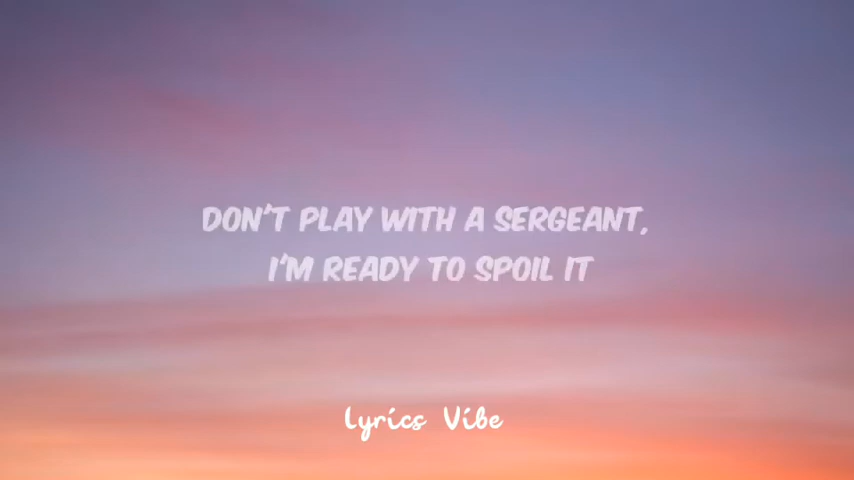 DON'T PLAY WITH A SERGEANT,
I'M READY TO SPOIL IT
Lyrics Vibe